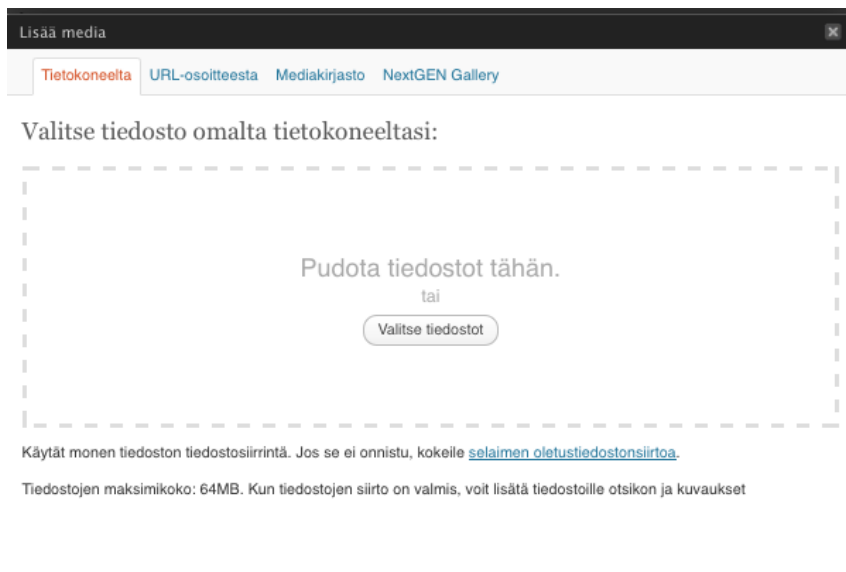 Lisää media
Tietokoneelta URL-osoitteesta Mediakirjasto NextGEN Gallery
Valitse tiedosto omalta tietokoneeltasi:
Pudota tiedostot tähän.
tai
Valitse tiedostot
Käytät monen tiedoston tiedostosiirrintä. Jos se ei onnistu, kokeile selaimen oletustiedostonsiirtoa.
Tiedostojen maksimikoko: 64MB. Kun tiedostojen siirto on valmis, voit lisätä tiedostoille otsikon ja kuvaukset